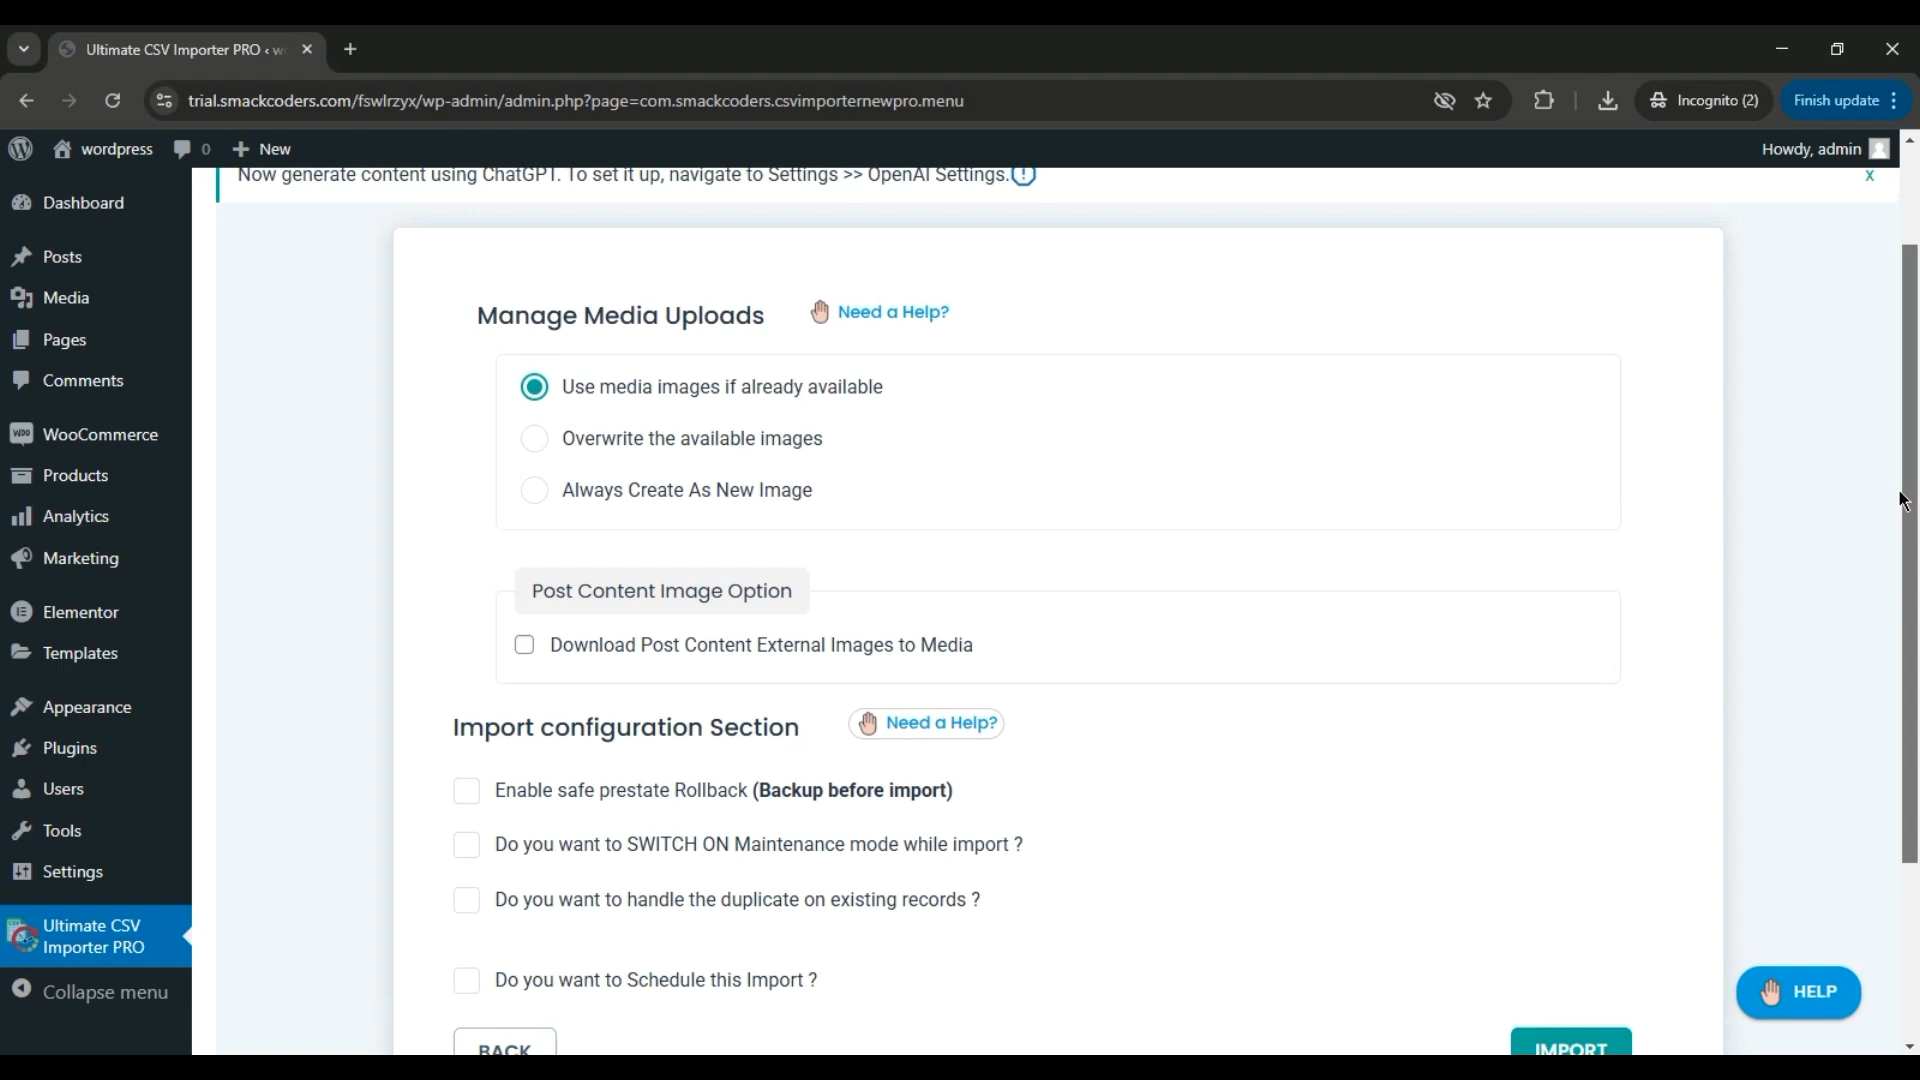 Ultimate CSV Importer PRO ‹ w
trial.smackcoders.com/fswlrzyx/wp-admin/admin.php?page=com.smackcoders.csvimporternewpro.menu
Incognito (2)
Finish update
wordpress
0
New
Howdy, admin
Now generate content using ChatGPT. To set it up, navigate to Settings >> OpenAI Settings.
x
Dashboard
Posts
Media
Pages
Comments
WooCommerce
Products
Analytics
Marketing
Elementor
Templates
Appearance
Plugins
Users
Tools
Settings
Ultimate CSV
Importer PRO
Collapse menu
Manage Media Uploads
Need a Help?
Use media images if already available
Overwrite the available images
Always Create As New Image
Post Content Image Option
Download Post Content External Images to Media
Import configuration Section
Need a Help?
Enable safe prestate Rollback (Backup before import)
Do you want to SWITCH ON Maintenance mode while import ?
Do you want to handle the duplicate on existing records ?
Do you want to Schedule this Import ?
BACK
IMPORT
HELP